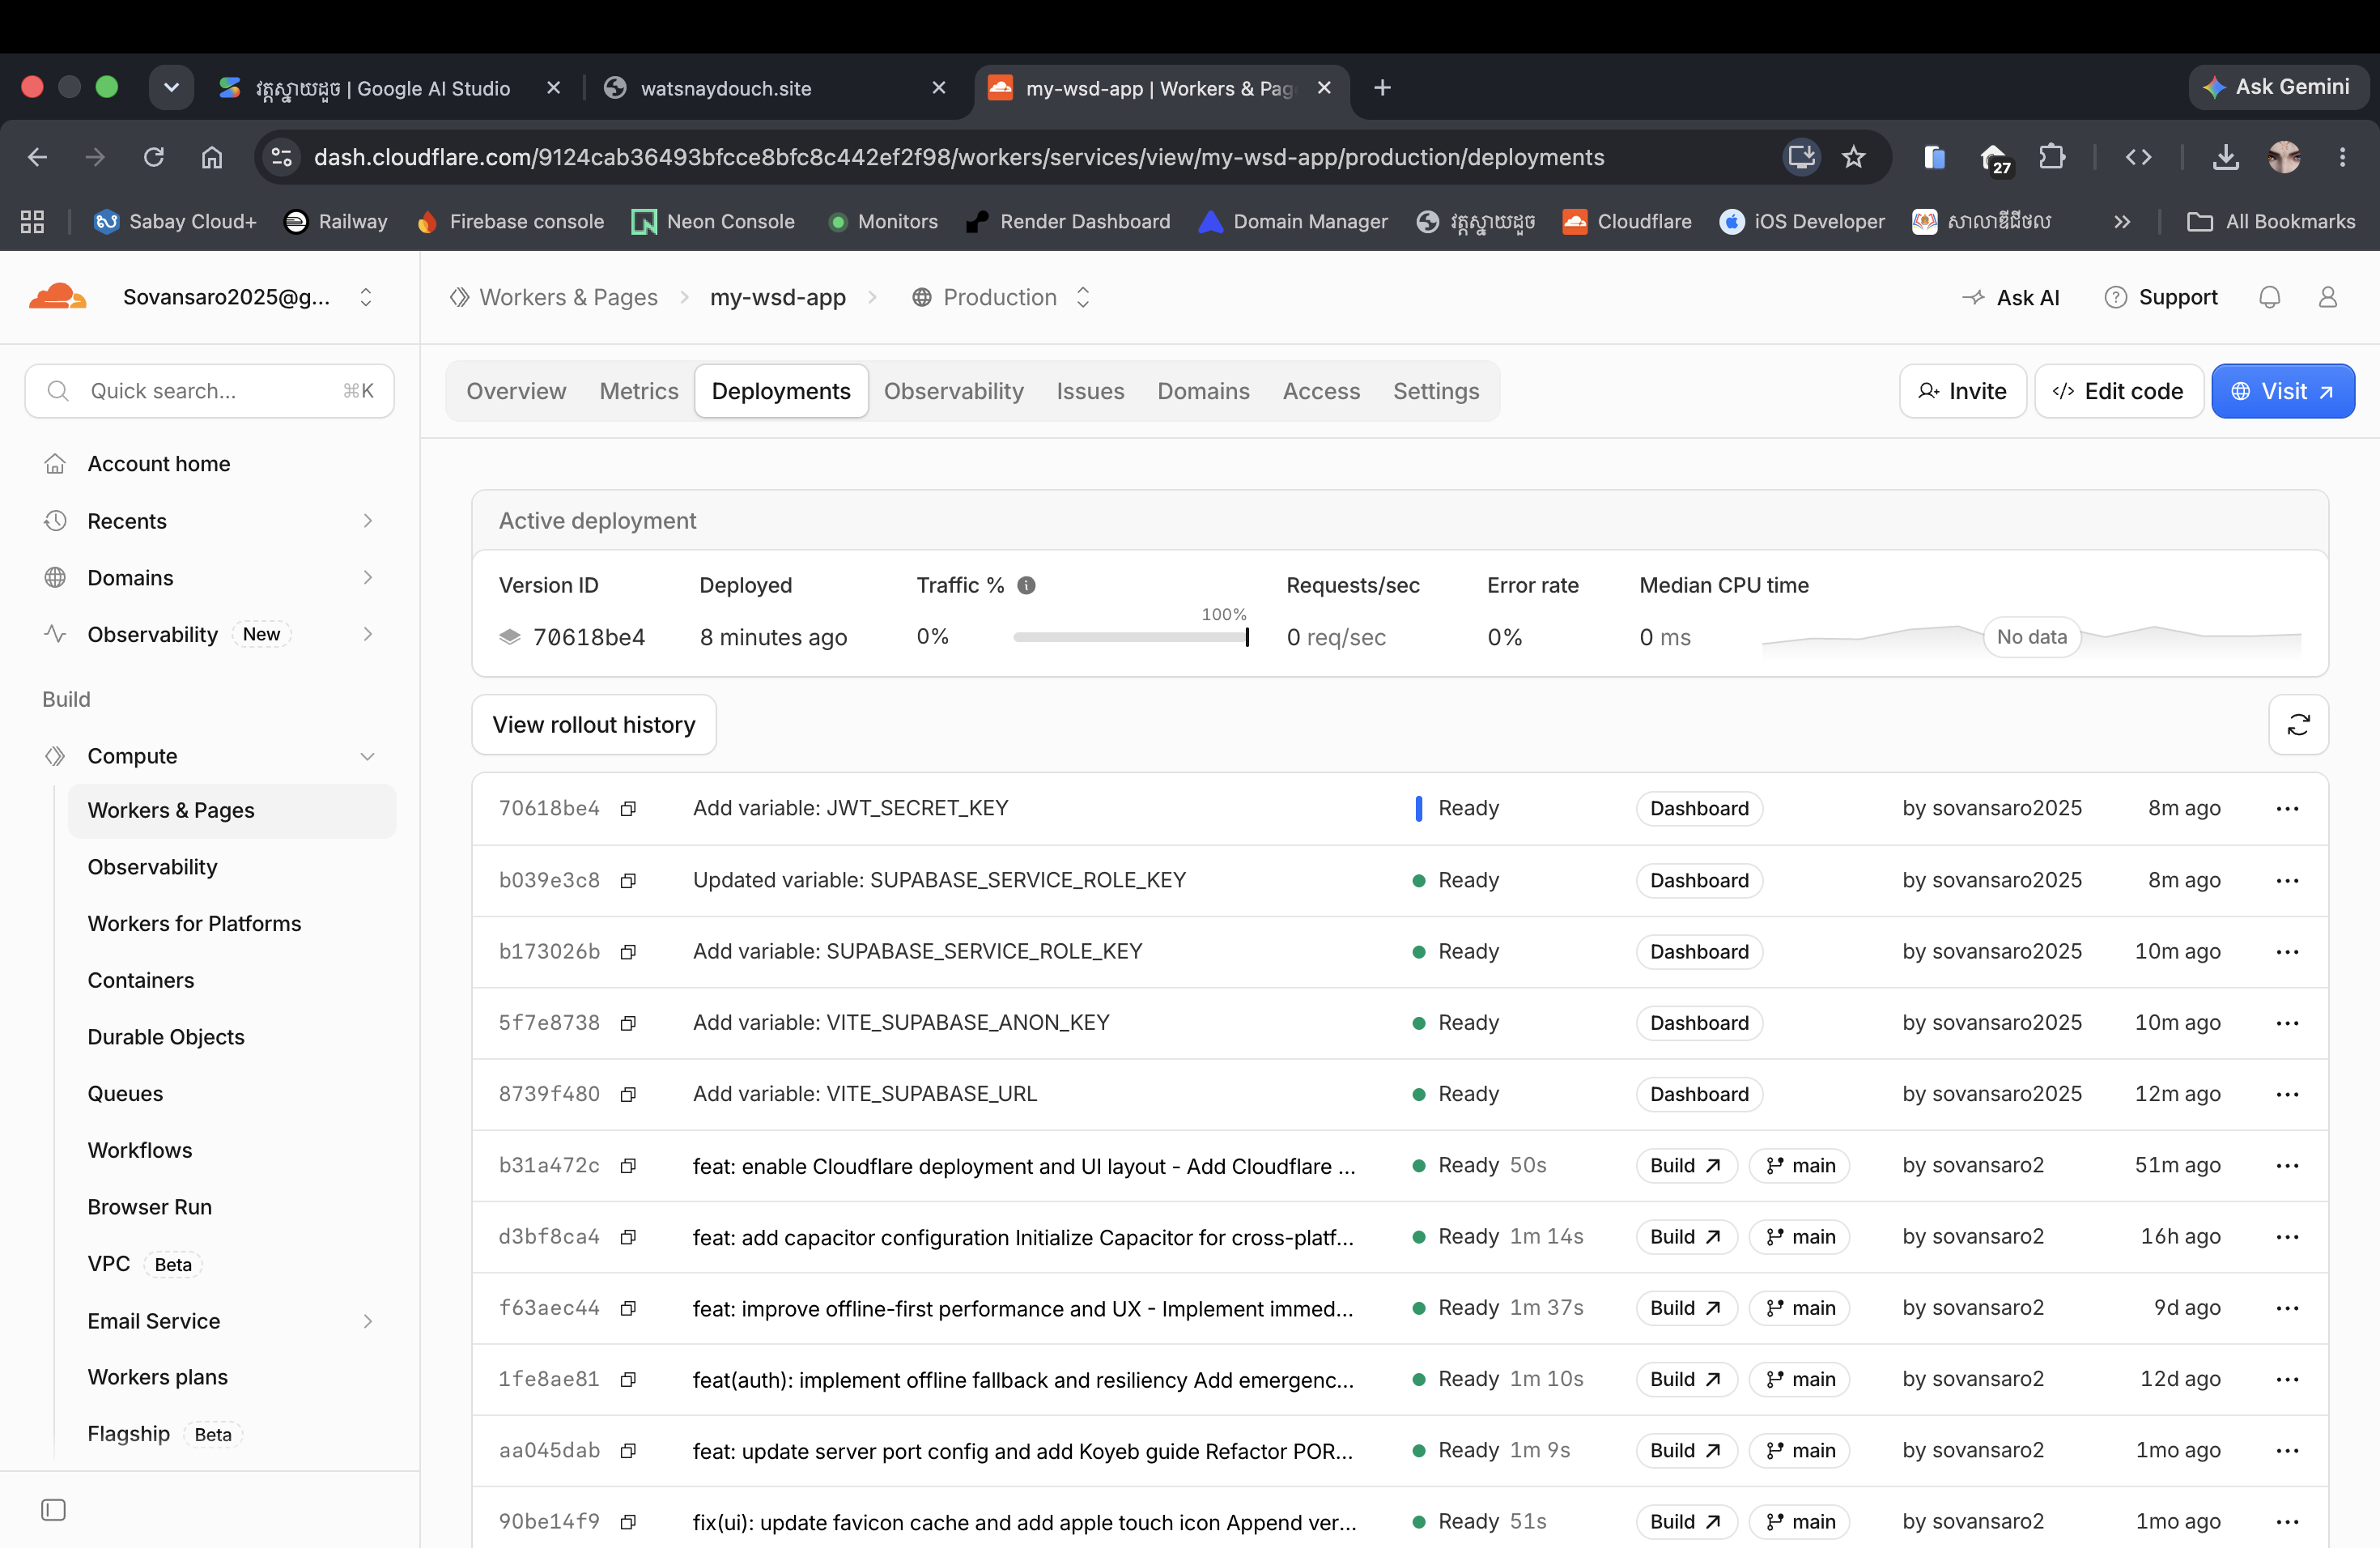 វត្តស្នាយដួច | Google AI Studio
watsnaydouch.site
my-wsd-app | Workers & Pag
Ask Gemini
dash.cloudflare.com/9124cab36493bfcce8bfc8c442ef2f98/workers/services/view/my-wsd-app/production/deployments
27
Sabay Cloud+
Railway
Firebase console
Neon Console
Monitors
Render Dashboard
Domain Manager
វត្តស្នាយដួច
Cloudflare
iOS Developer
សាលាឌីជីថល
All Bookmarks
Sovansaro2025@g...
Workers & Pages
my-wsd-app
Production
Ask AI
Support
Quick search...
⌘K
Overview
Metrics
Deployments
Observability
Issues
Domains
Access
Settings
Invite
Edit code
Visit
Account home
Recents
Domains
Observability New
Build
Compute
Workers & Pages
Observability
Workers for Platforms
Containers
Durable Objects
Queues
Workflows
Browser Run
VPC Beta
Email Service
Workers plans
Flagship Beta
Active deployment
Version ID Deployed Traffic % Requests/sec Error rate Median CPU time
100%
70618be4 8 minutes ago 0% 0 req/sec 0% 0 ms No data
View rollout history
70618be4 Add variable: JWT_SECRET_KEY Ready Dashboard by sovansaro2025 8m ago
b039e3c8 Updated variable: SUPABASE_SERVICE_ROLE_KEY Ready Dashboard by sovansaro2025 8m ago
b173026b Add variable: SUPABASE_SERVICE_ROLE_KEY Ready Dashboard by sovansaro2025 10m ago
5f7e8738 Add variable: VITE_SUPABASE_ANON_KEY Ready Dashboard by sovansaro2025 10m ago
8739f480 Add variable: VITE_SUPABASE_URL Ready Dashboard by sovansaro2025 12m ago
b31a472c feat: enable Cloudflare deployment and UI layout - Add Cloudflare ... Ready 50s Build main by sovansaro2 51m ago
d3bf8ca4 feat: add capacitor configuration Initialize Capacitor for cross-platf... Ready 1m 14s Build main by sovansaro2 16h ago
f63aec44 feat: improve offline-first performance and UX - Implement immed... Ready 1m 37s Build main by sovansaro2 9d ago
1fe8ae81 feat(auth): implement offline fallback and resiliency Add emergenc... Ready 1m 10s Build main by sovansaro2 12d ago
aa045dab feat: update server port config and add Koyeb guide Refactor POR... Ready 1m 9s Build main by sovansaro2 1mo ago
90be14f9 fix(ui): update favicon cache and add apple touch icon Append ver... Ready 51s Build main by sovansaro2 1mo ago